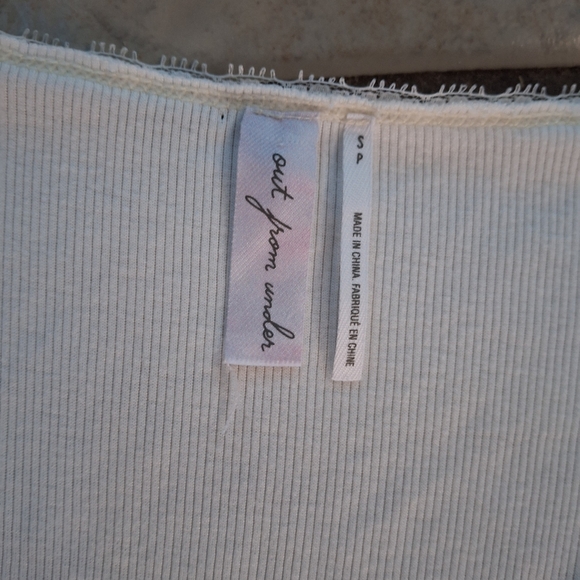 out from under
S P
MADE IN CHINA. FABRIQUÉ EN CHINE